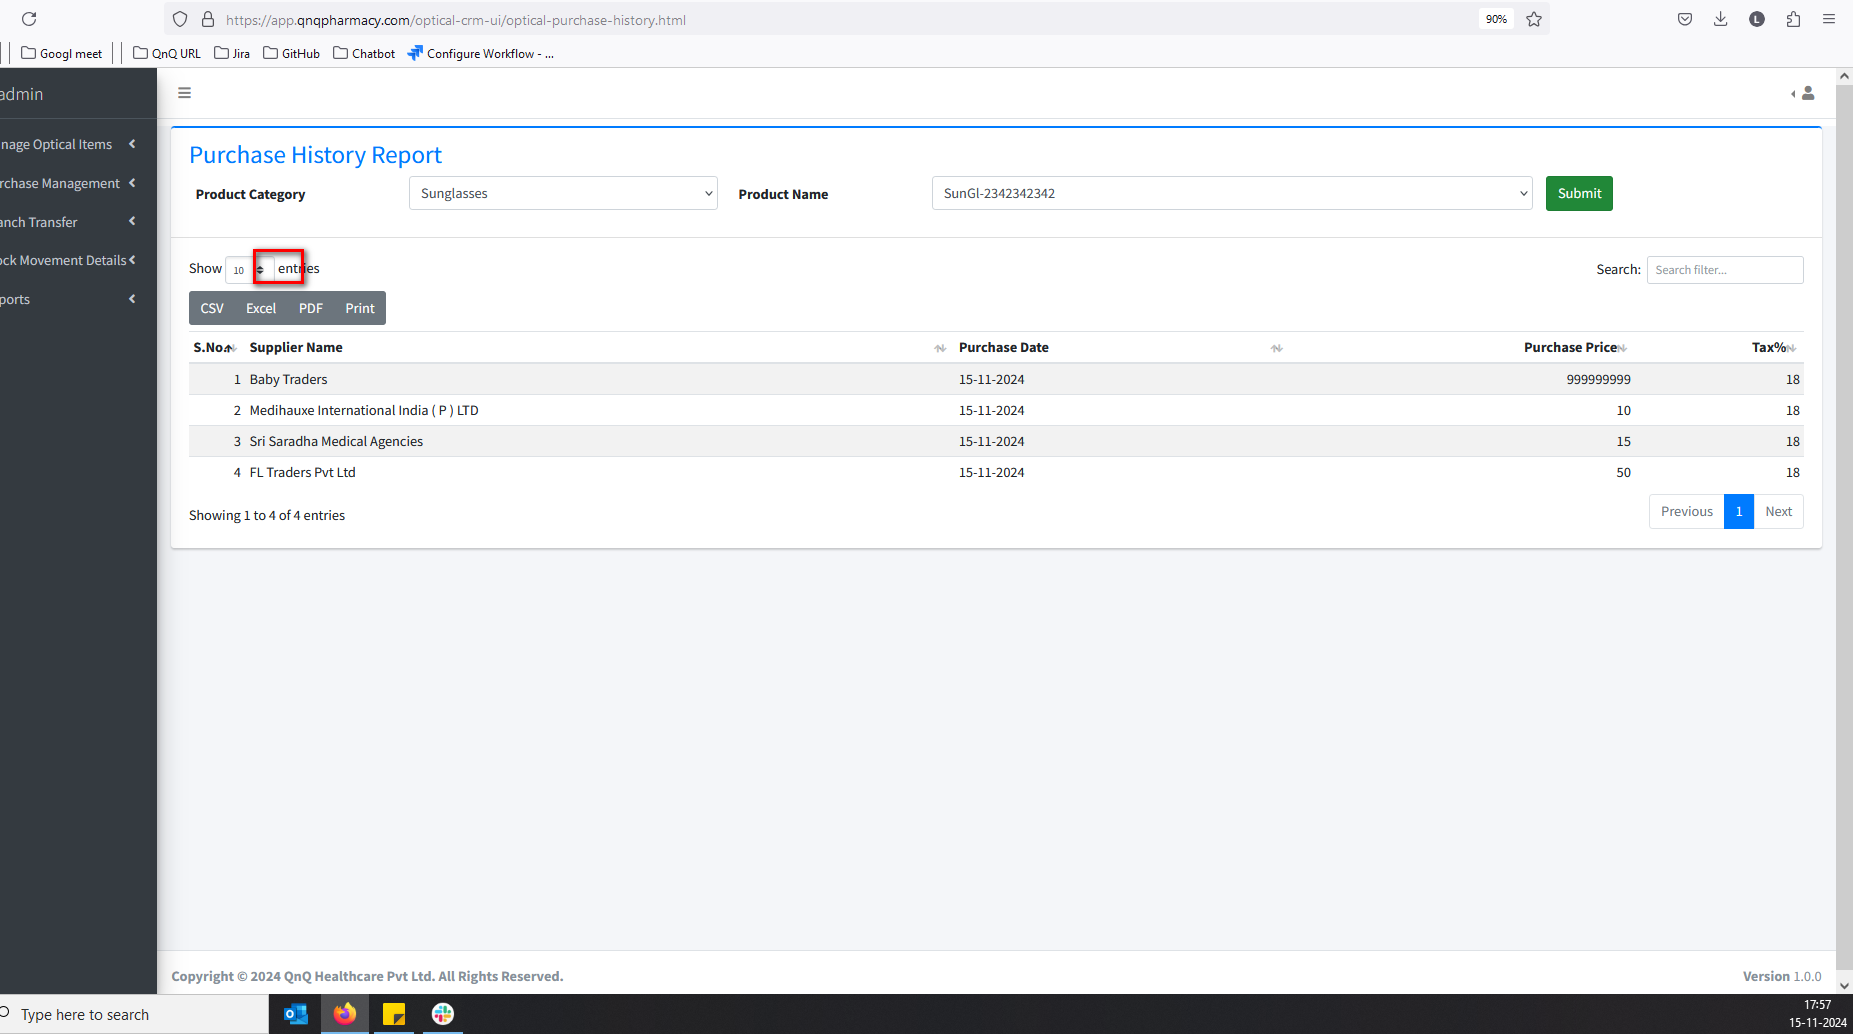 https://app.qnqpharmacy.com/optical-crm-ui/optical-purchase-history.html 90% L
Googl meet QnQ URL Jira GitHub Chatbot Configure Workflow - ...
admin
nage Optical Items
rchase Management
anch Transfer
ock Movement Details
ports
Purchase History Report
Product Category Sunglasses Product Name SunGl-2342342342 Submit
Show 10 entries Search: Search filter...
CSV Excel PDF Print
S.No. Supplier Name Purchase Date Purchase Price Tax%
1 Baby Traders 15-11-2024 999999999 18
2 Medihauxe International India ( P ) LTD 15-11-2024 10 18
3 Sri Saradha Medical Agencies 15-11-2024 15 18
4 FL Traders Pvt Ltd 15-11-2024 50 18
Showing 1 to 4 of 4 entries Previous 1 Next
Copyright © 2024 QnQ Healthcare Pvt Ltd. All Rights Reserved. Version 1.0.0
Type here to search
17:57
15-11-2024